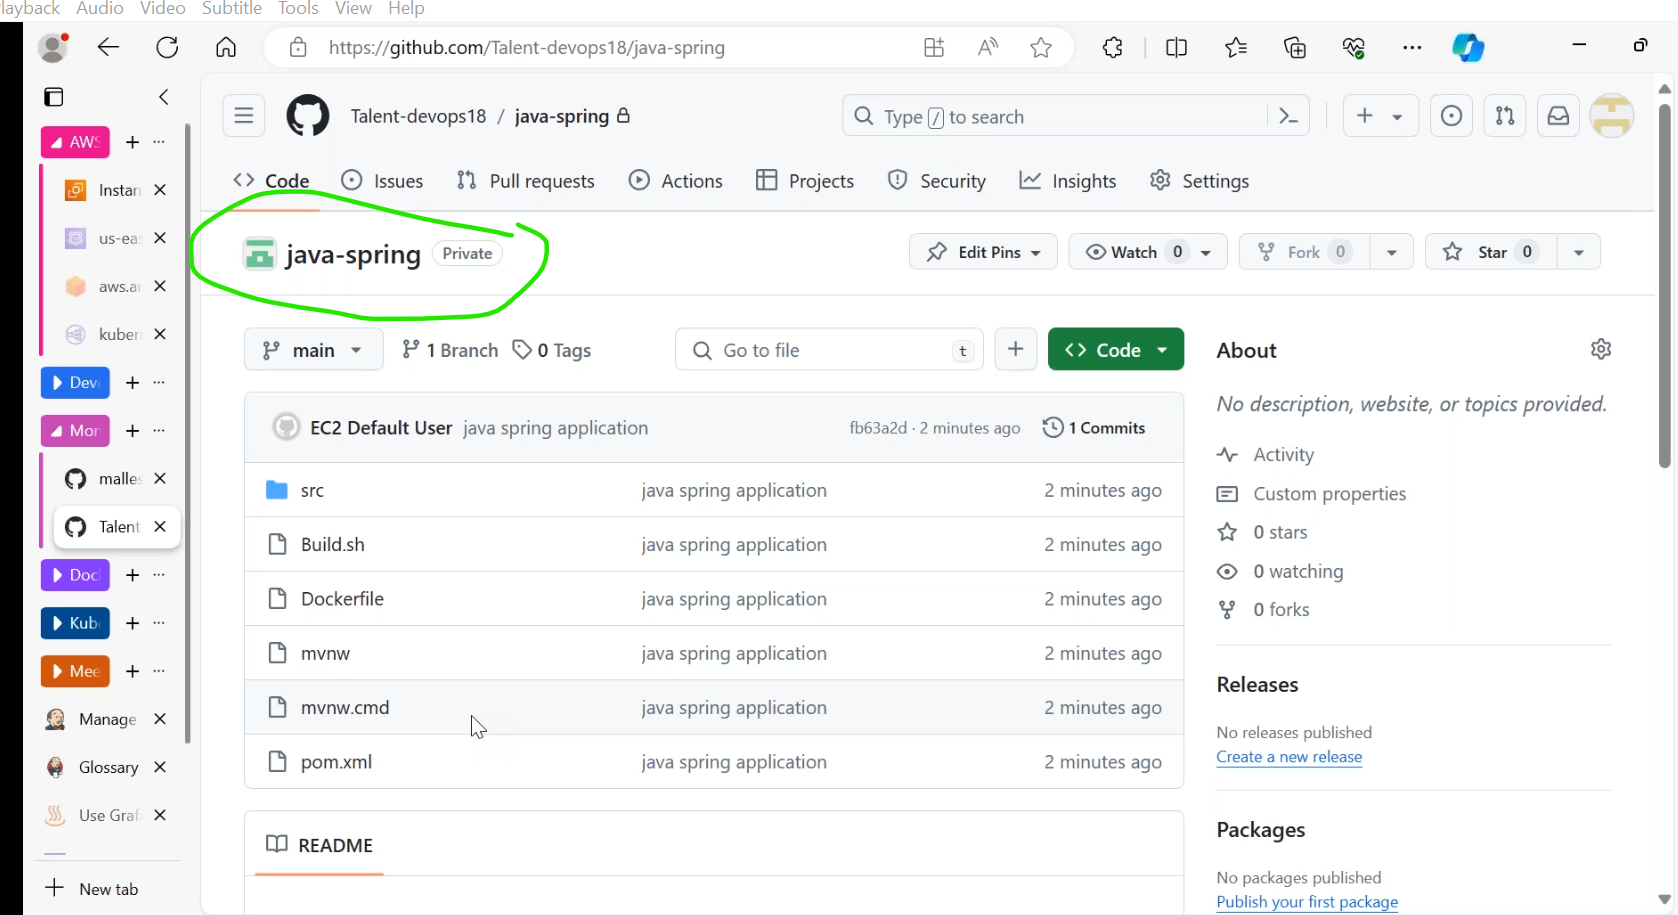 Audio Video Subtitle Tools View Help
https://github.com/Talent-devops18/java-spring
Talent-devops18 / java-spring
Type / to search
Code Issues Pull requests Actions Projects Security Insights Settings
java-spring Private
Edit Pins Watch 0 Fork 0 Star 0
main 1 Branch 0 Tags Go to file t Code
EC2 Default User java spring application fb63a2d · 2 minutes ago 1 Commits
src java spring application 2 minutes ago
Build.sh java spring application 2 minutes ago
Dockerfile java spring application 2 minutes ago
mvnw java spring application 2 minutes ago
mvnw.cmd java spring application 2 minutes ago
pom.xml java spring application 2 minutes ago
README
About
No description, website, or topics provided.
Activity
Custom properties
0 stars
0 watching
0 forks
Releases
No releases published
Create a new release
Packages
No packages published
Publish your first package
AWS
Instan
us-eas
aws.a
kuber
Dev
Mon
malles
Talent
Doc
Kub
Mee
Manage
Glossary
Use Graf
New tab